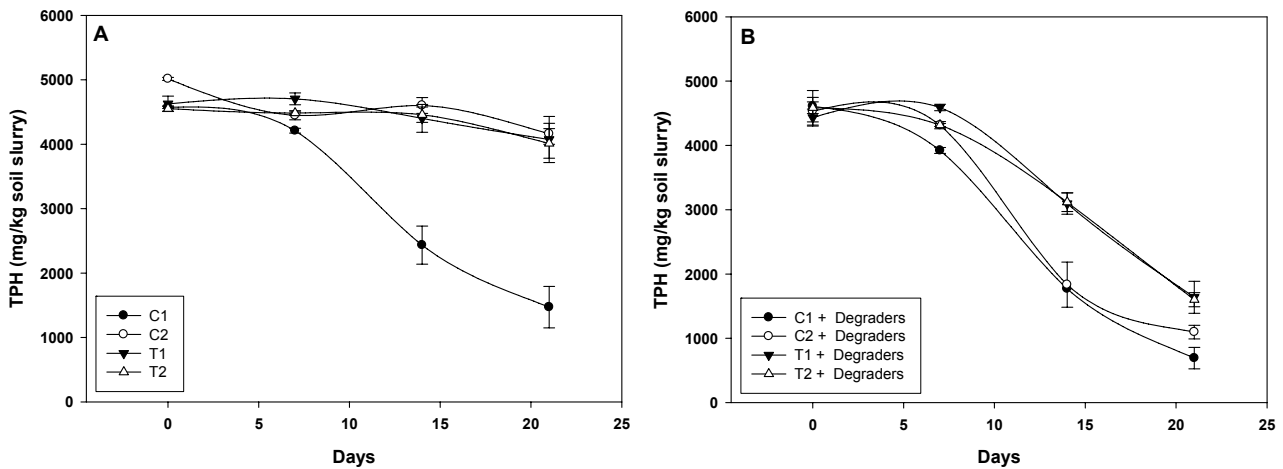 A
TPH (mg/kg soil slurry)
6000
5000
4000
3000
2000
1000
0
C1
C2
T1
T2
0 5 10 15 20 25
Days
B
TPH (mg/kg soil slurry)
6000
5000
4000
3000
2000
1000
0
C1 + Degraders
C2 + Degraders
T1 + Degraders
T2 + Degraders
0 5 10 15 20 25
Days